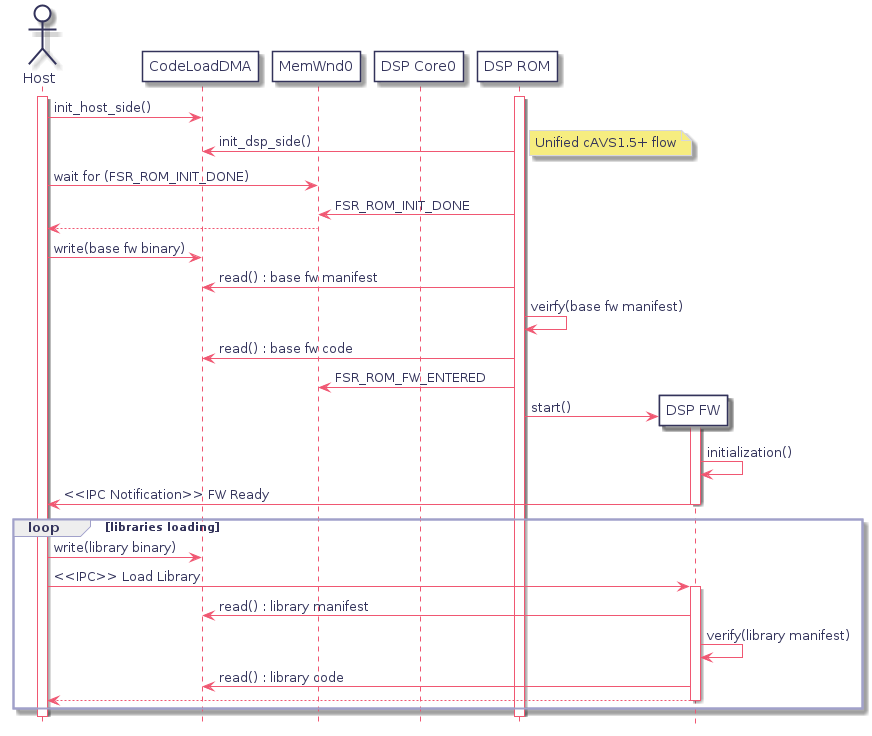 Host
CodeLoadDMA
MemWnd0
DSP Core0
DSP ROM
init_host_side()
Unified cAVS1.5+ flow
init_dsp_side()
wait for (FSR_ROM_INIT_DONE)
FSR_ROM_INIT_DONE
write(base fw binary)
read() : base fw manifest
veirfy(base fw manifest)
read() : base fw code
FSR_ROM_FW_ENTERED
start()
DSP FW
initialization()
<<IPC Notification>> FW Ready
loop [libraries loading]
write(library binary)
<<IPC>> Load Library
read() : library manifest
verify(library manifest)
read() : library code